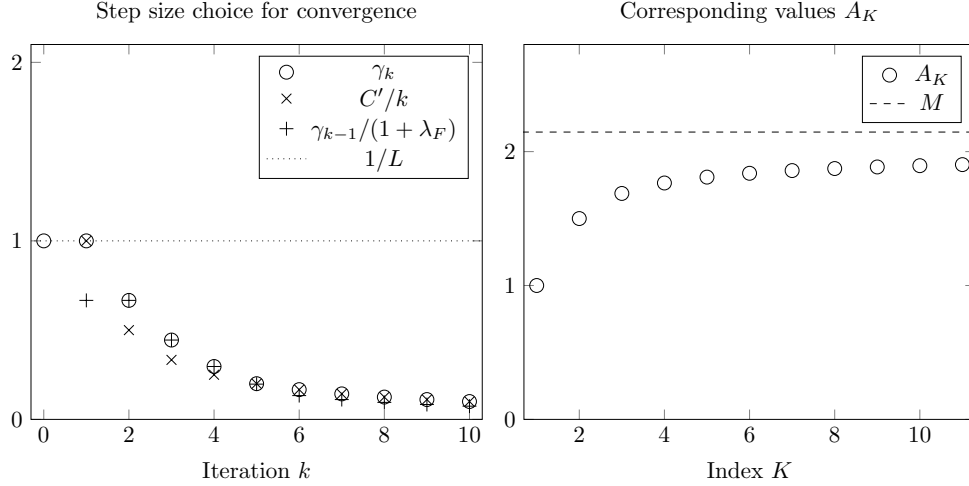 Step size choice for convergence
2
1
0
0 2 4 6 8 10
Iteration k
γ_k
C′/k
γ_{k−1}/(1 + λ_F)
1/L
Corresponding values A_K
2
1
0
2 4 6 8 10
Index K
A_K
M